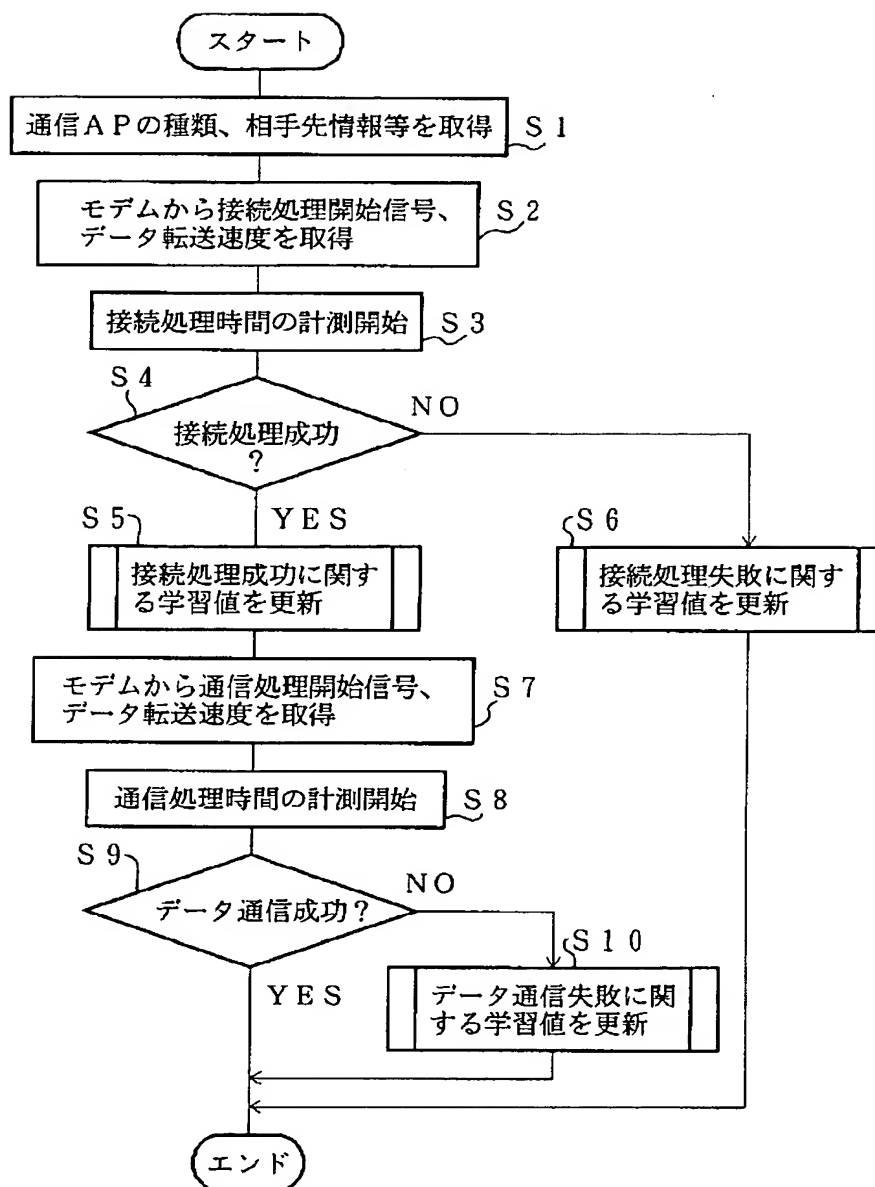 スタート
通信APの種類、相手先情報等を取得
S1
モデムから接続処理開始信号、
データ転送速度を取得
S2
接続処理時間の計測開始
S3
S4
接続処理成功
?
NO
YES
S5
接続処理成功に関す
る学習値を更新
S6
接続処理失敗に関す
る学習値を更新
モデムから通信処理開始信号、
データ転送速度を取得
S7
通信処理時間の計測開始
S8
S9
データ通信成功?
NO
YES
S10
データ通信失敗に関
する学習値を更新
エンド